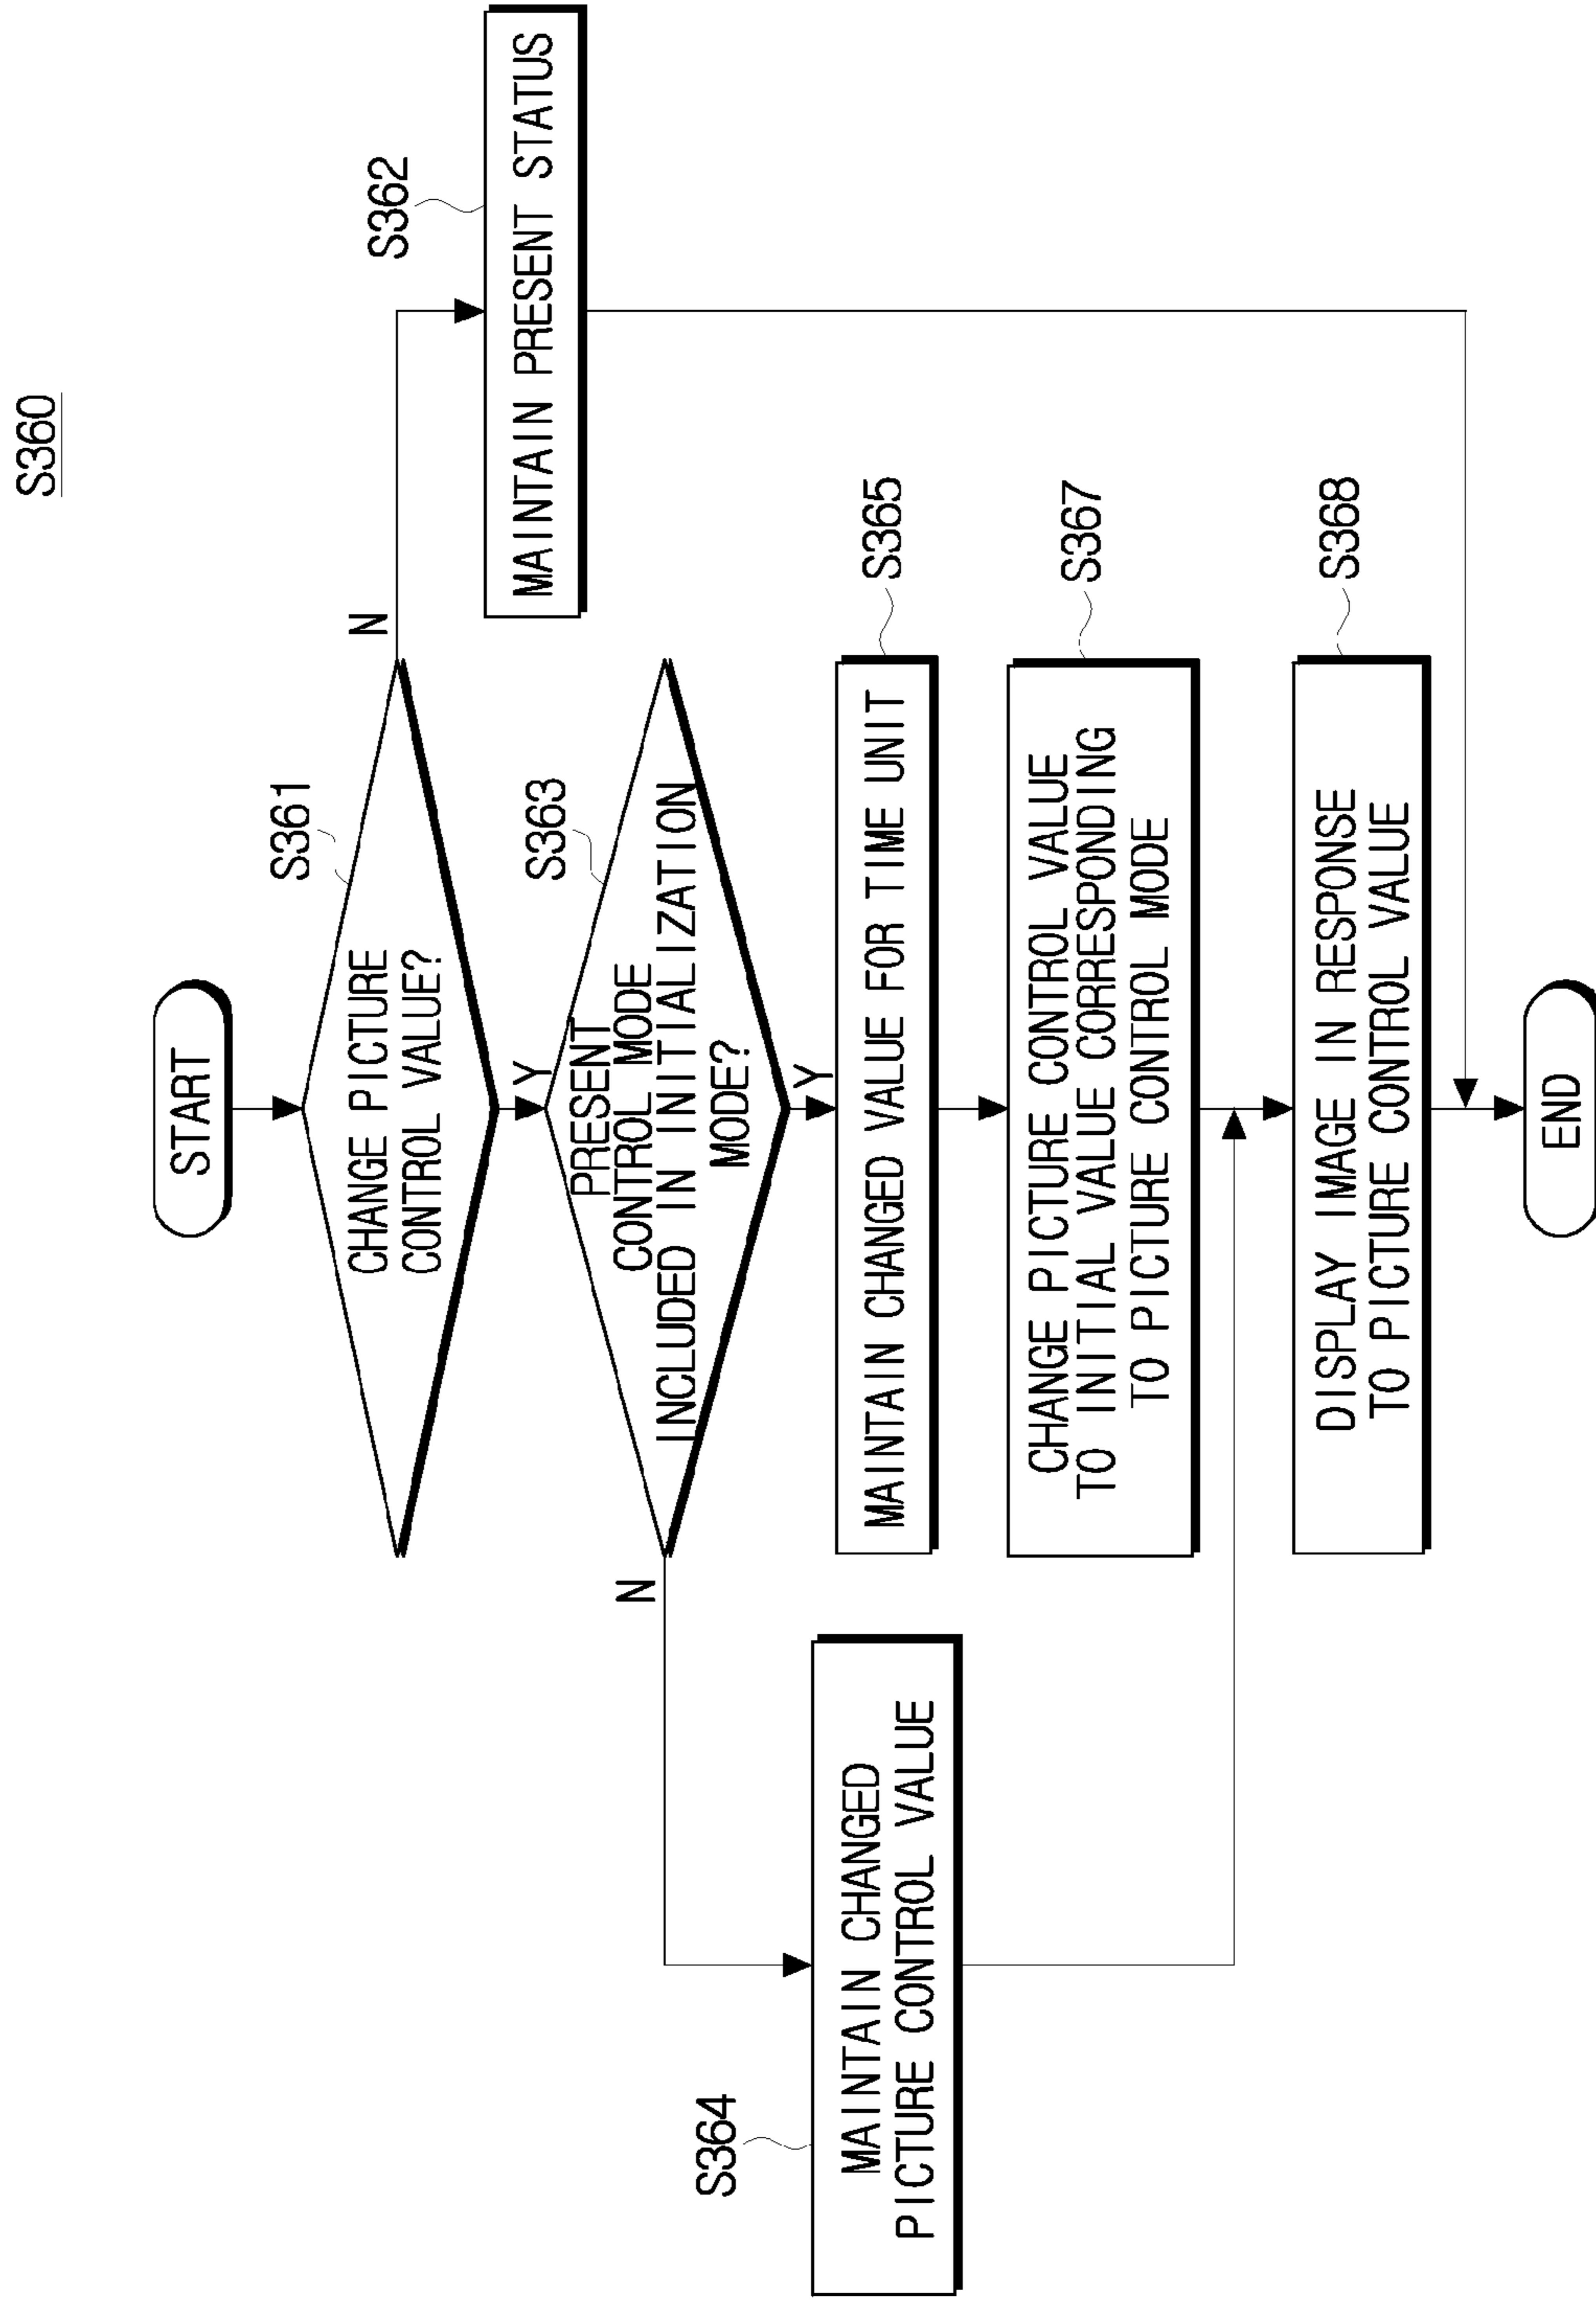 S360
START
S361
CHANGE PICTURE
CONTROL VALUE?
N
S362
MAINTAIN PRESENT STATUS
Y
S363
PRESENT
CONTROL MODE
INCLUDED IN INITIALIZATION
MODE?
N
S364
MAINTAIN CHANGED
PICTURE CONTROL VALUE
Y
S365
MAINTAIN CHANGED VALUE FOR TIME UNIT
S367
CHANGE PICTURE CONTROL VALUE
TO INITIAL VALUE CORRESPONDING
TO PICTURE CONTROL MODE
S368
DISPLAY IMAGE IN RESPONSE
TO PICTURE CONTROL VALUE
END